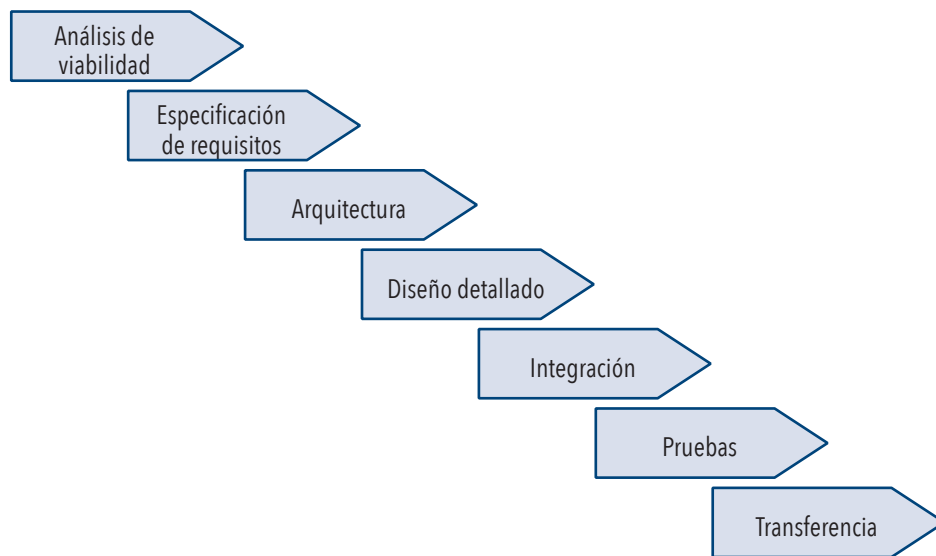 Análisis de
viabilidad
Especificación
de requisitos
Arquitectura
Diseño detallado
Integración
Pruebas
Transferencia